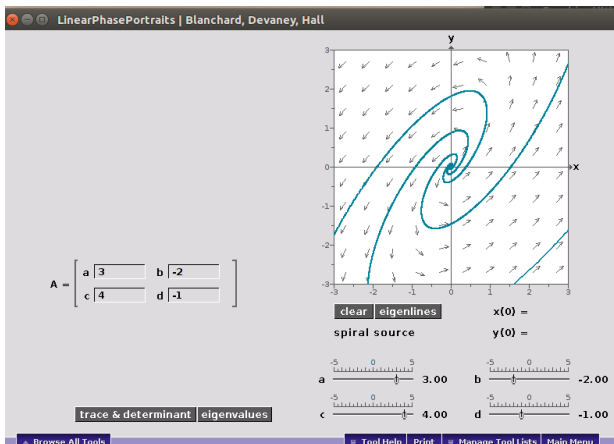 LinearPhasePortraits | Blanchard, Devaney, Hall
y
3
2
1
0
-1
-2
-3
x
-3 -2 -1 0 1 2 3
A =
a 3 b -2
c 4 d -1
clear eigenlines x(0) =
spiral source y(0) =
-5 0 5 -5 0 5
a 3.00 b -2.00
-5 0 5 -5 0 5
c 4.00 d -1.00
trace & determinant eigenvalues
Browse All Tools Tool Help Print Manage Tool Lists Main Menu